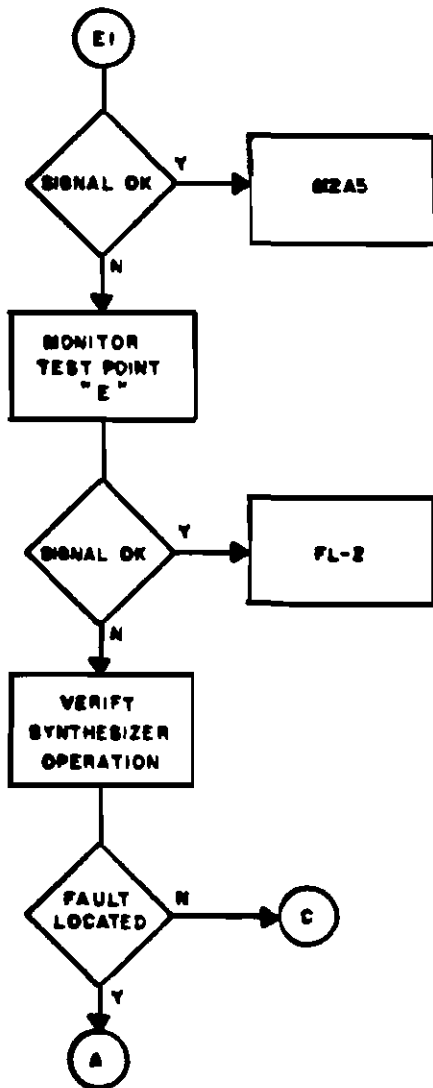 E1
SIGNAL OK
Y
N
MONITOR
TEST POINT
"E"
SIGNAL OK
Y
FL-2
N
VERIFY
SYNTHESIZER
OPERATION
FAULT
LOCATED
N
C
Y
A